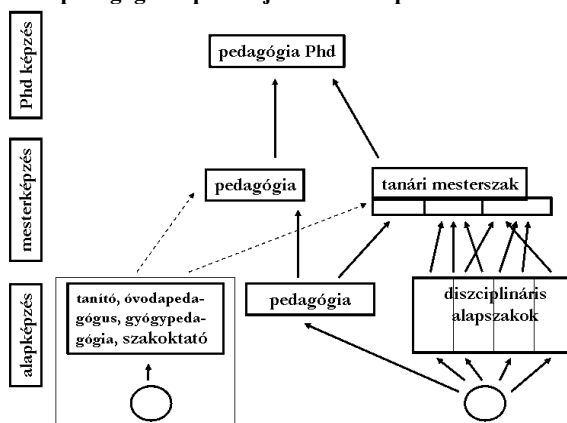 Phd képzés
pedagógia Phd
mesterképzés
pedagógia
tanári mesterszak
alapképzés
tanító, óvodapeda-
gógus, gyógypeda-
gógia, szakoktató
pedagógia
diszciplináris
alapszakok